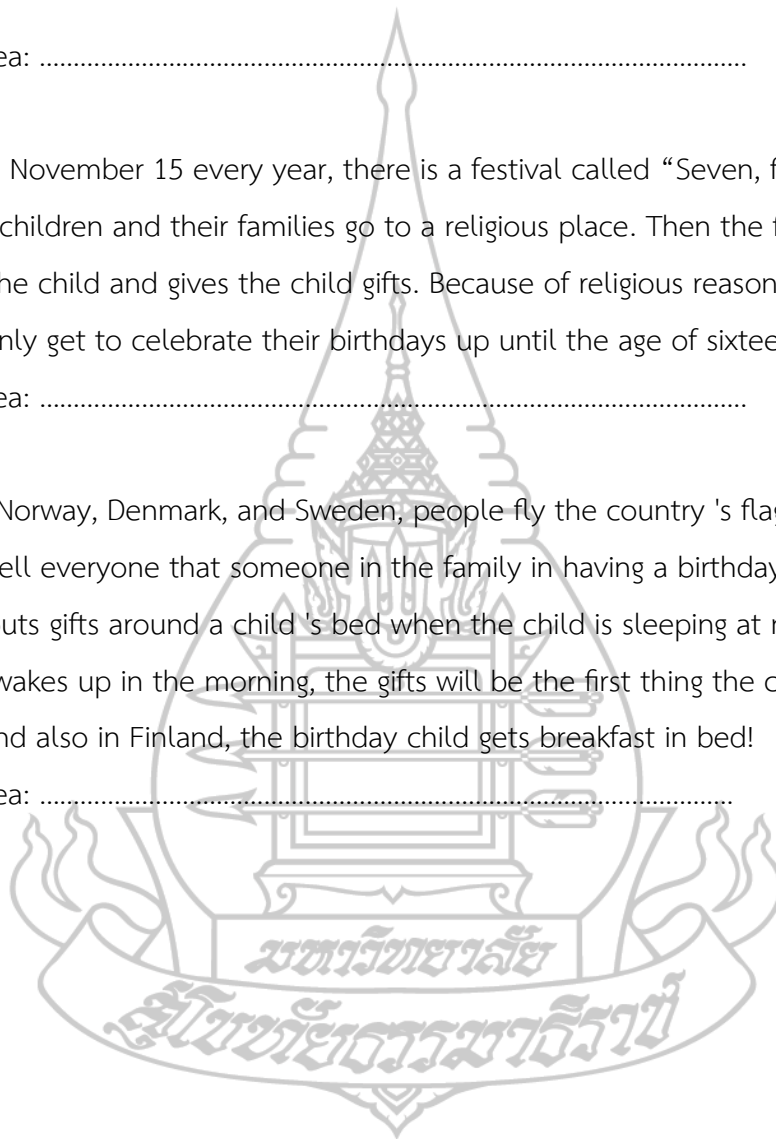 ea: ..........................................................................................................
November 15 every year, there is a festival called “Seven, f
children and their families go to a religious place. Then the f
he child and gives the child gifts. Because of religious reason
nly get to celebrate their birthdays up until the age of sixtee
ea: ..........................................................................................................
Norway, Denmark, and Sweden, people fly the country 's flag
ell everyone that someone in the family in having a birthday
uts gifts around a child 's bed when the child is sleeping at n
wakes up in the morning, the gifts will be the first thing the c
nd also in Finland, the birthday child gets breakfast in bed!
ea: ........................................................................................................
มหาวิทยาลัย
สุโขทัยธรรมาธิราช